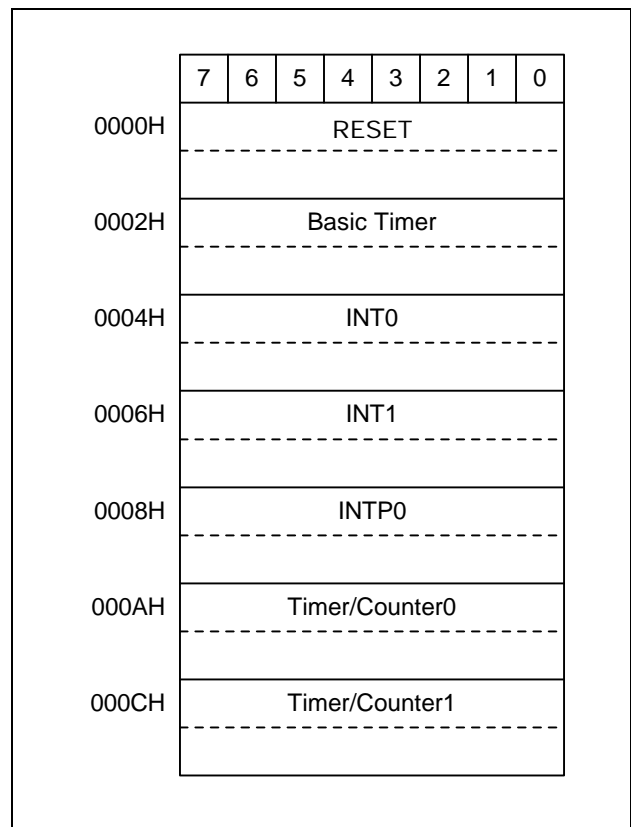 7 6 5 4 3 2 1 0
0000H RESET
0002H Basic Timer
0004H INT0
0006H INT1
0008H INTP0
000AH Timer/Counter0
000CH Timer/Counter1